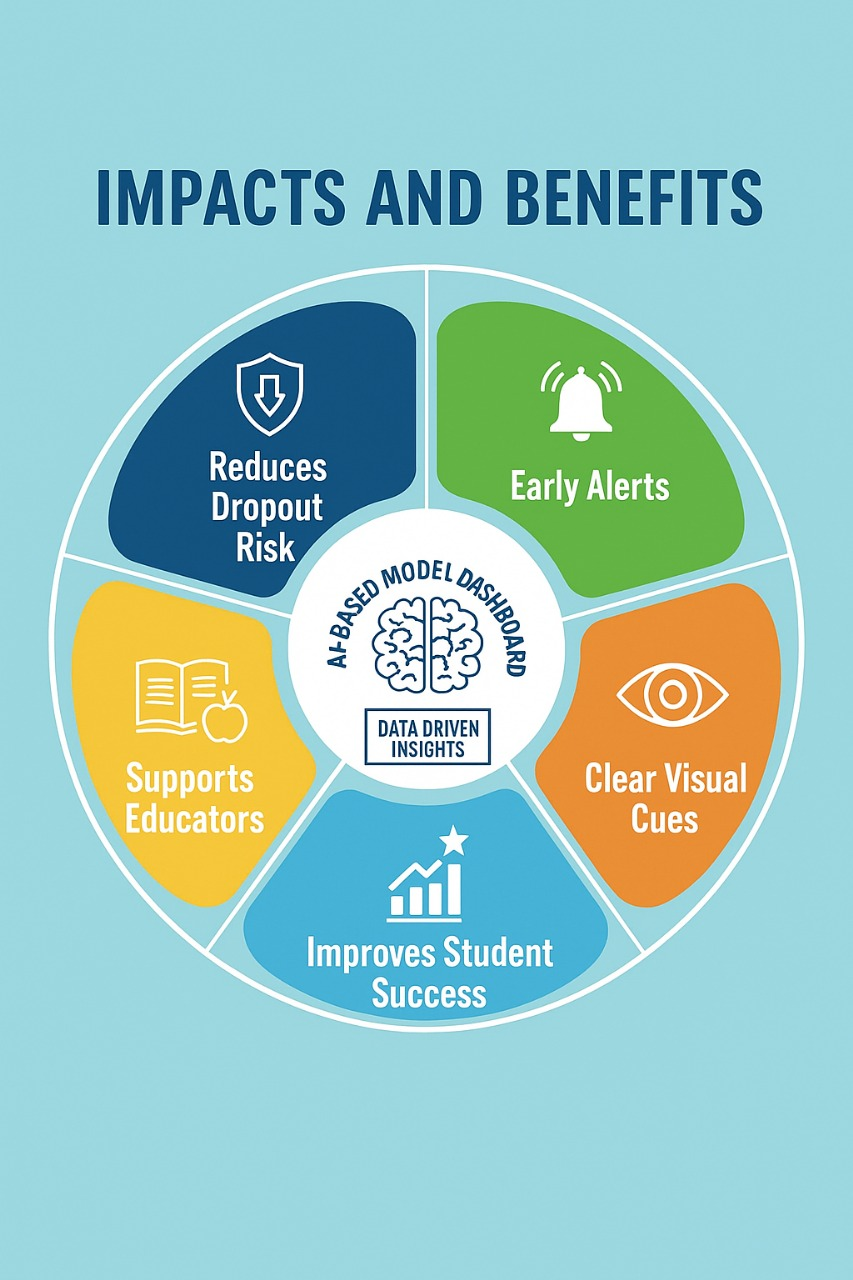 IMPACTS AND BENEFITS
Reduces
Dropout
Risk
Early Alerts
AI-BASED MODEL DASHBOARD
DATA DRIVEN
INSIGHTS
Supports
Educators
Clear Visual
Cues
Improves Student
Success